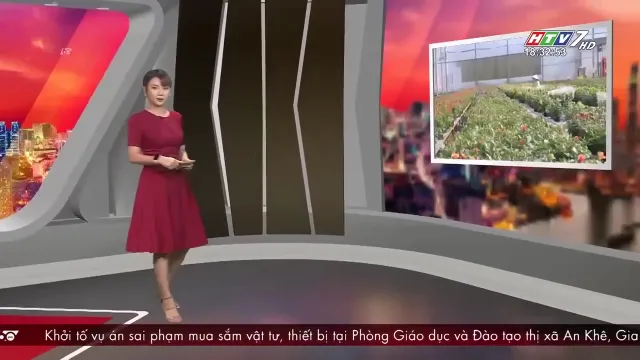 HTV7 HD
18:32:53
Khởi tố vụ án sai phạm mua sắm vật tư, thiết bị tại Phòng Giáo dục và Đào tạo thị xã An Khê, Gia